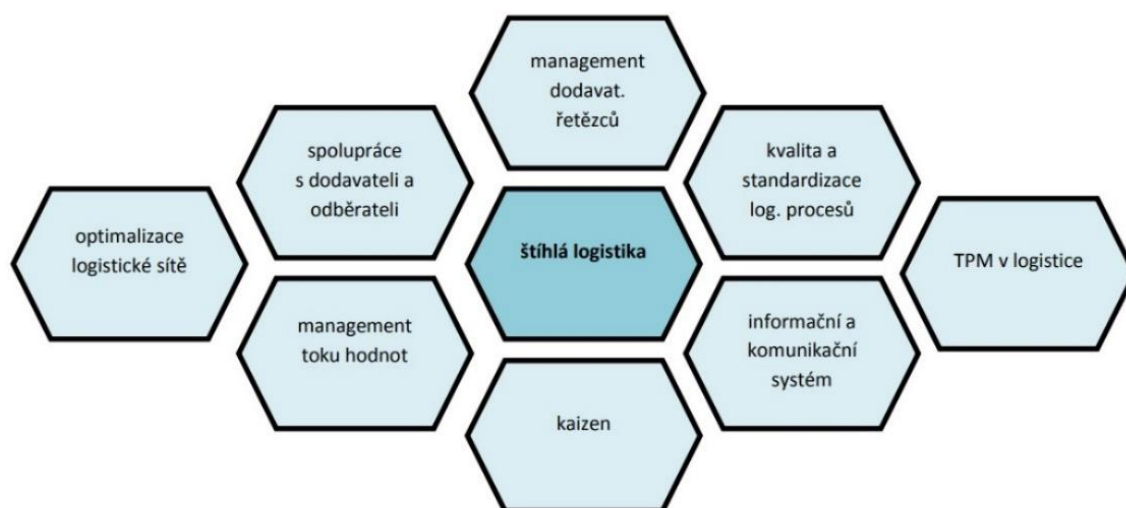 management
dodavat.
řetězců
spolupráce
s dodavateli a
odběrateli
kvalita a
standardizace
log. procesů
optimalizace
logistické sítě
štíhlá logistika
TPM v logistice
management
toku hodnot
informační a
komunikační
systém
kaizen